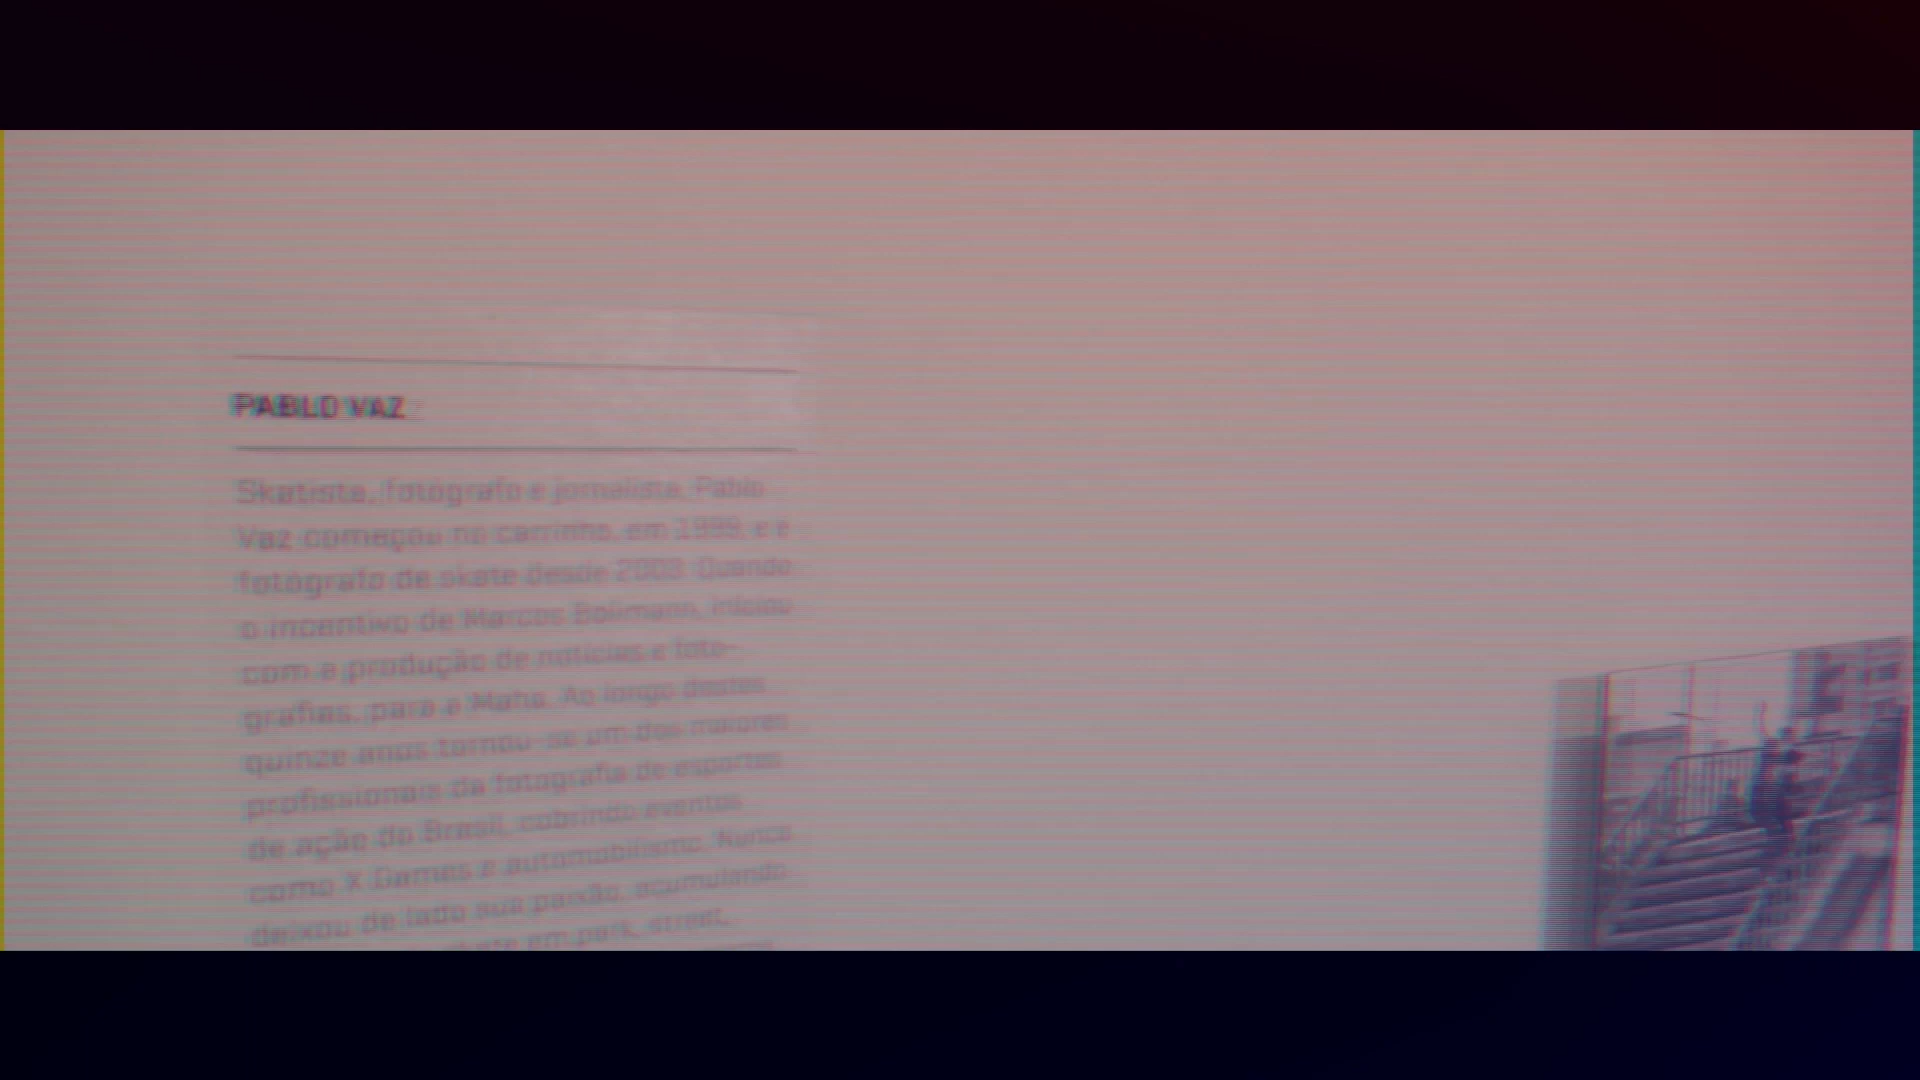 PABLO VAZ
Skatista, fotógrafo e jornalista, Pablo
Vaz começou no carrinho, em 1999, e é
fotógrafo de skate desde 2003. Quando
o incentivo de Marcos Bollmann, iniciou
com a produção de notícias e foto-
grafias, para a Maha. Ao longo destes
quinze anos tornou-se um dos maiores
profissionais da fotografia de esportes
de ação do Brasil, cobrindo eventos
como X Games e automobilismo. Nunca
deixou de lado sua paixão, acumulando
em park, street,